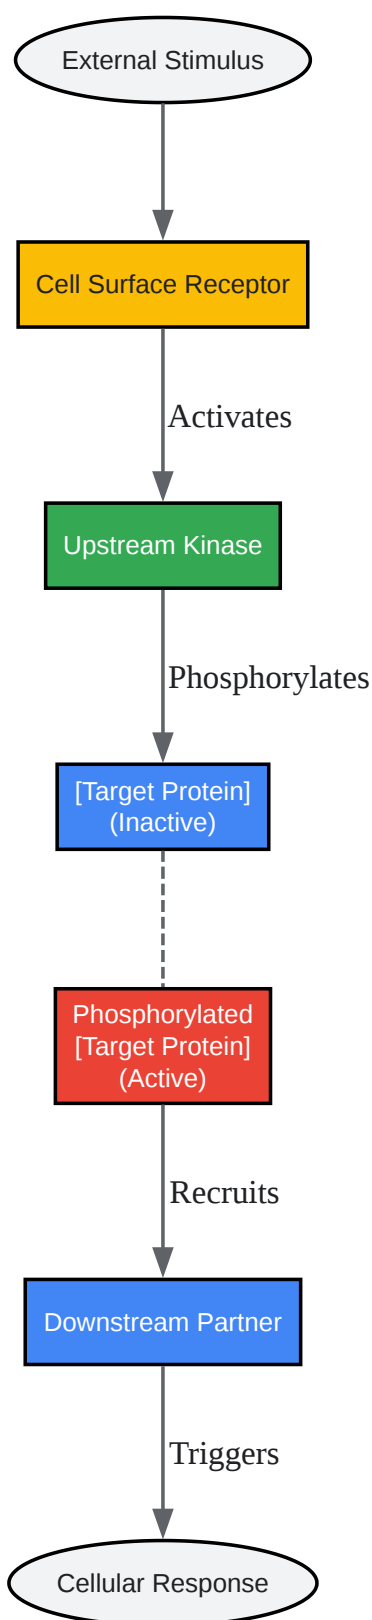 External Stimulus
Cell Surface Receptor
Activates
Upstream Kinase
Phosphorylates
[Target Protein]
(Inactive)
Phosphorylated
[Target Protein]
(Active)
Recruits
Downstream Partner
Triggers
Cellular Response